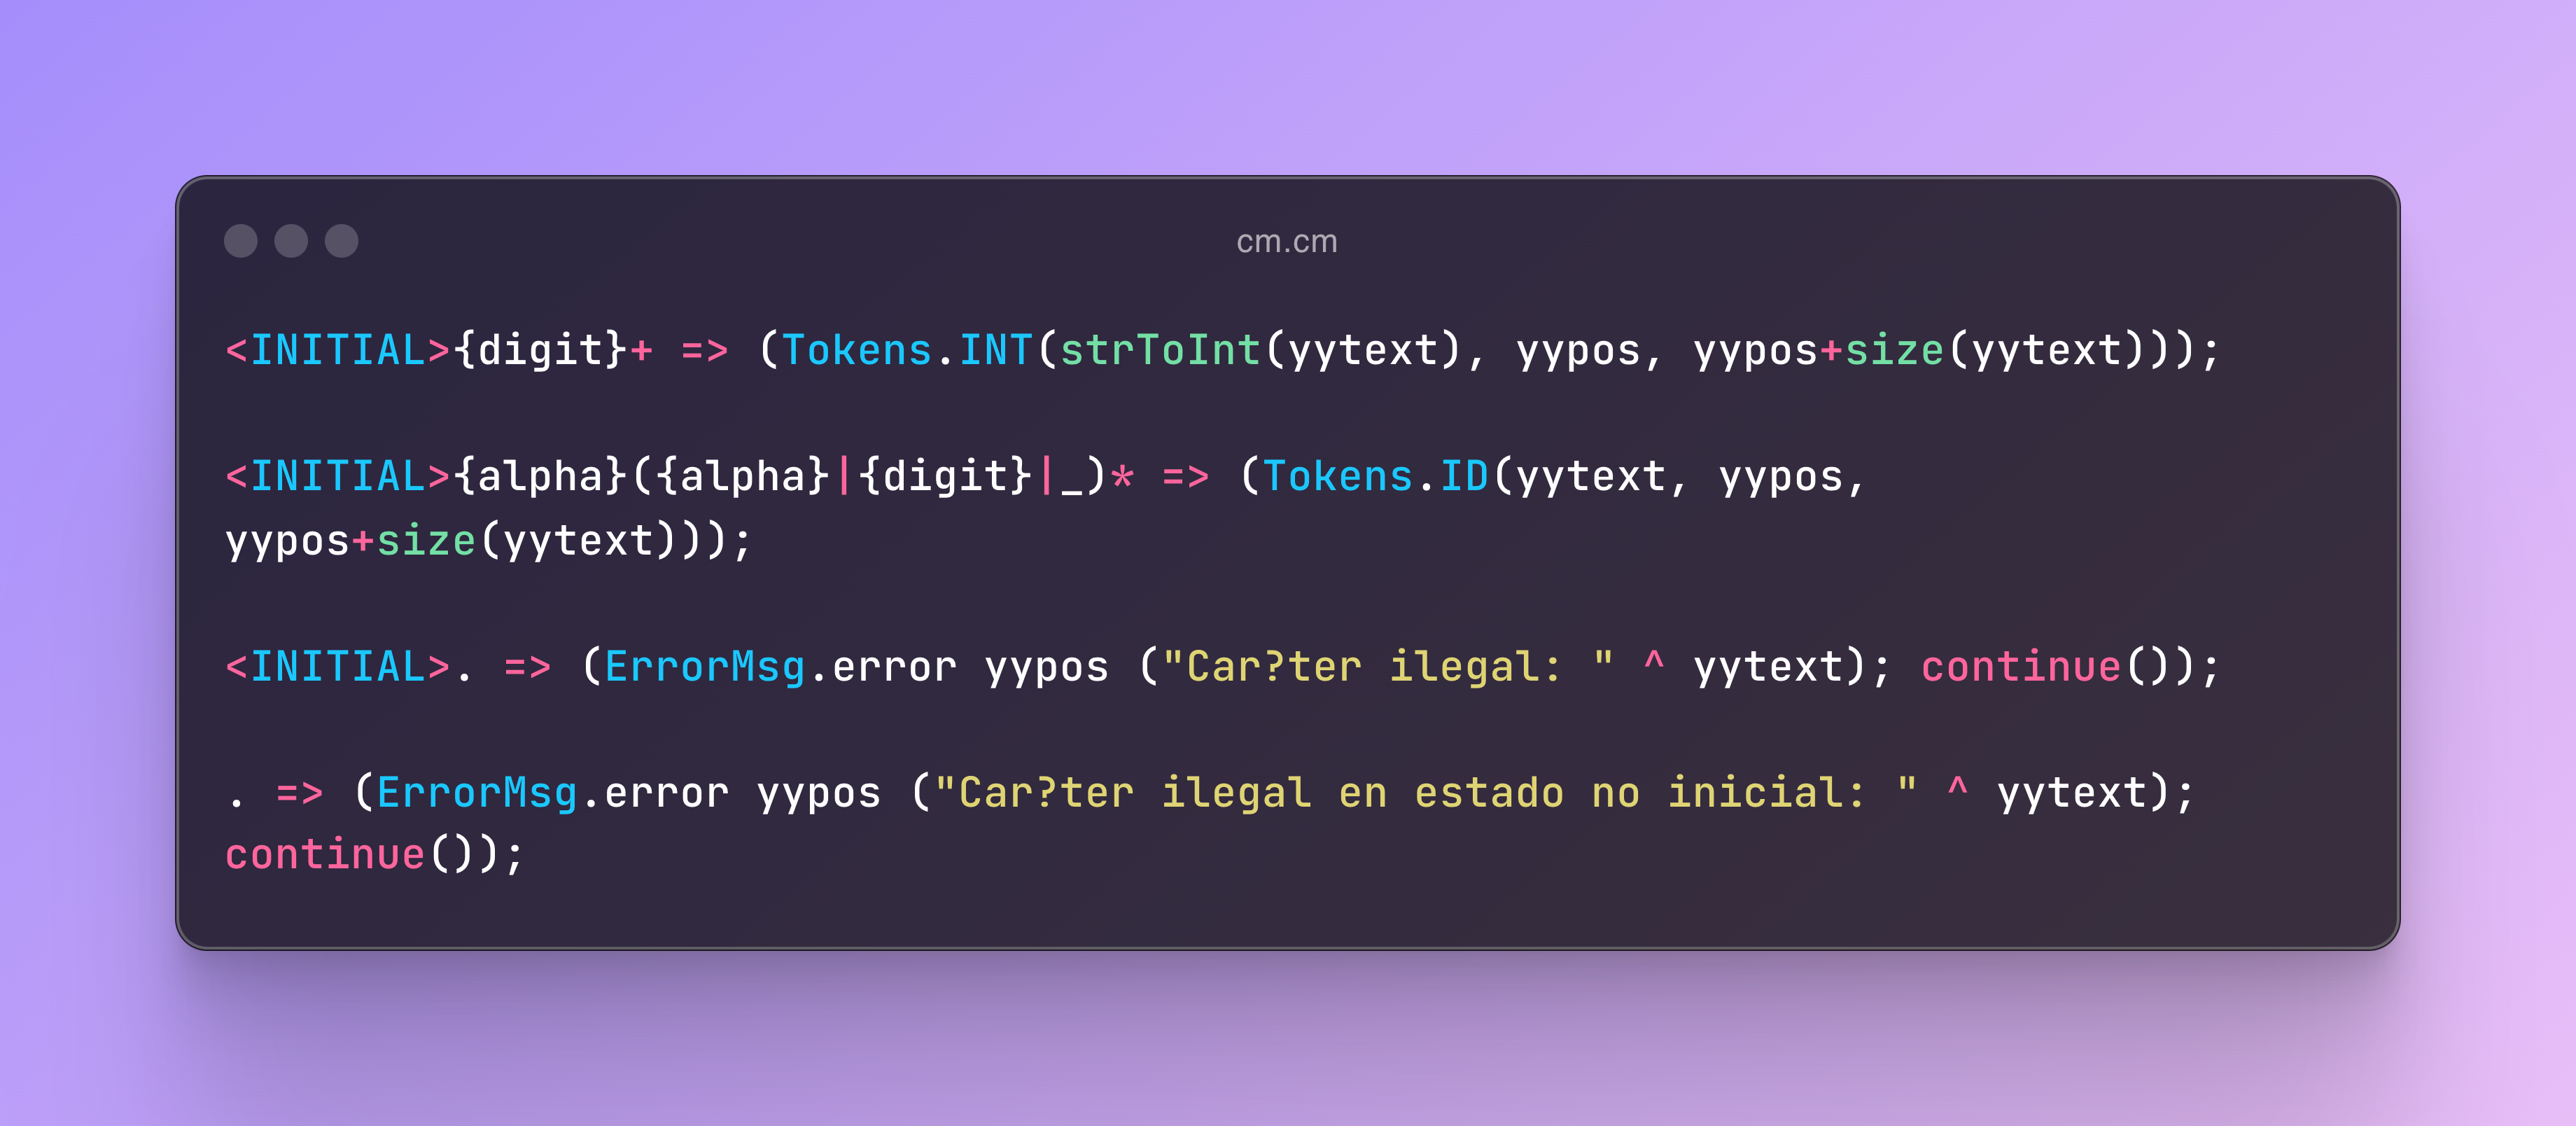 cm.cm
<INITIAL>{digit}+ => (Tokens.INT(strToInt(yytext), yypos, yypos+size(yytext)));
<INITIAL>{alpha}({alpha}|{digit}|_)* => (Tokens.ID(yytext, yypos,
yypos+size(yytext)));
<INITIAL>. => (ErrorMsg.error yypos ("Car?ter ilegal: " ^ yytext); continue());
. => (ErrorMsg.error yypos ("Car?ter ilegal en estado no inicial: " ^ yytext);
continue());